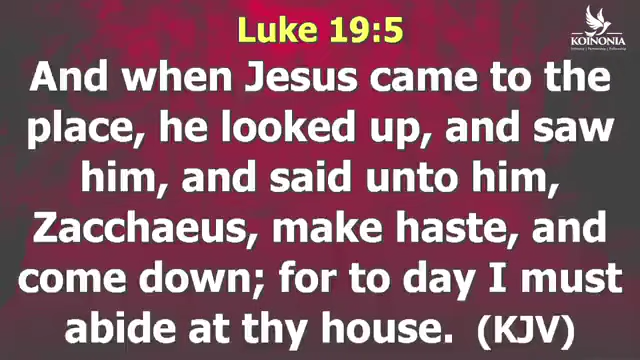 Luke 19:5
KOINONIA
And when Jesus came to the
place, he looked up, and saw
him, and said unto him,
Zacchaeus, make haste, and
come down; for to day I must
abide at thy house. (KJV)